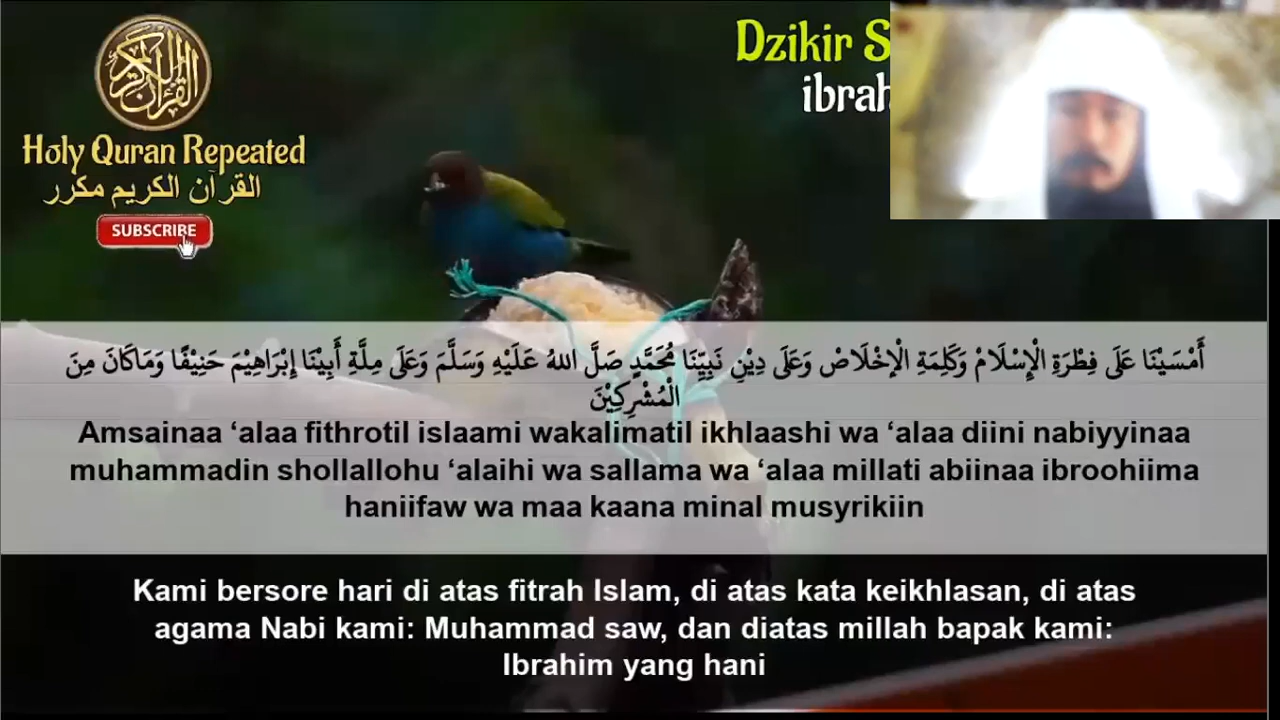 Holy Quran Repeated
القرآن الكريم مكرر
SUBSCRIBE
Dzikir
أَمْسَيْنَا عَلَى فِطْرَةِ الْإِسْلَامْ وَكَلِمَةِ الْإِخْلَاصْ وَعَلَى دِيْنِ نَبِيِّنَا مُحَمَّدٍ صَلَّ اللهُ عَلَيْهِ وَسَلَّمَ وَعَلَى مِلَّةِ أَبِيْنَا إِبْرَاهِيْمَ حَنِيْفًا وَمَاكَانَ مِنَ
الْمُشْرِكِيْنَ
Amsainaa ‘alaa fithrotil islaami wakalimatil ikhlaashi wa ‘alaa diini nabiyyinaa
muhammadin shollallohu ‘alaihi wa sallama wa ‘alaa millati abiinaa ibroohiima
haniifaw wa maa kaana minal musyrikiin
Kami bersore hari di atas fitrah Islam, di atas kata keikhlasan, di atas
agama Nabi kami: Muhammad saw, dan diatas millah bapak kami:
Ibrahim yang hani